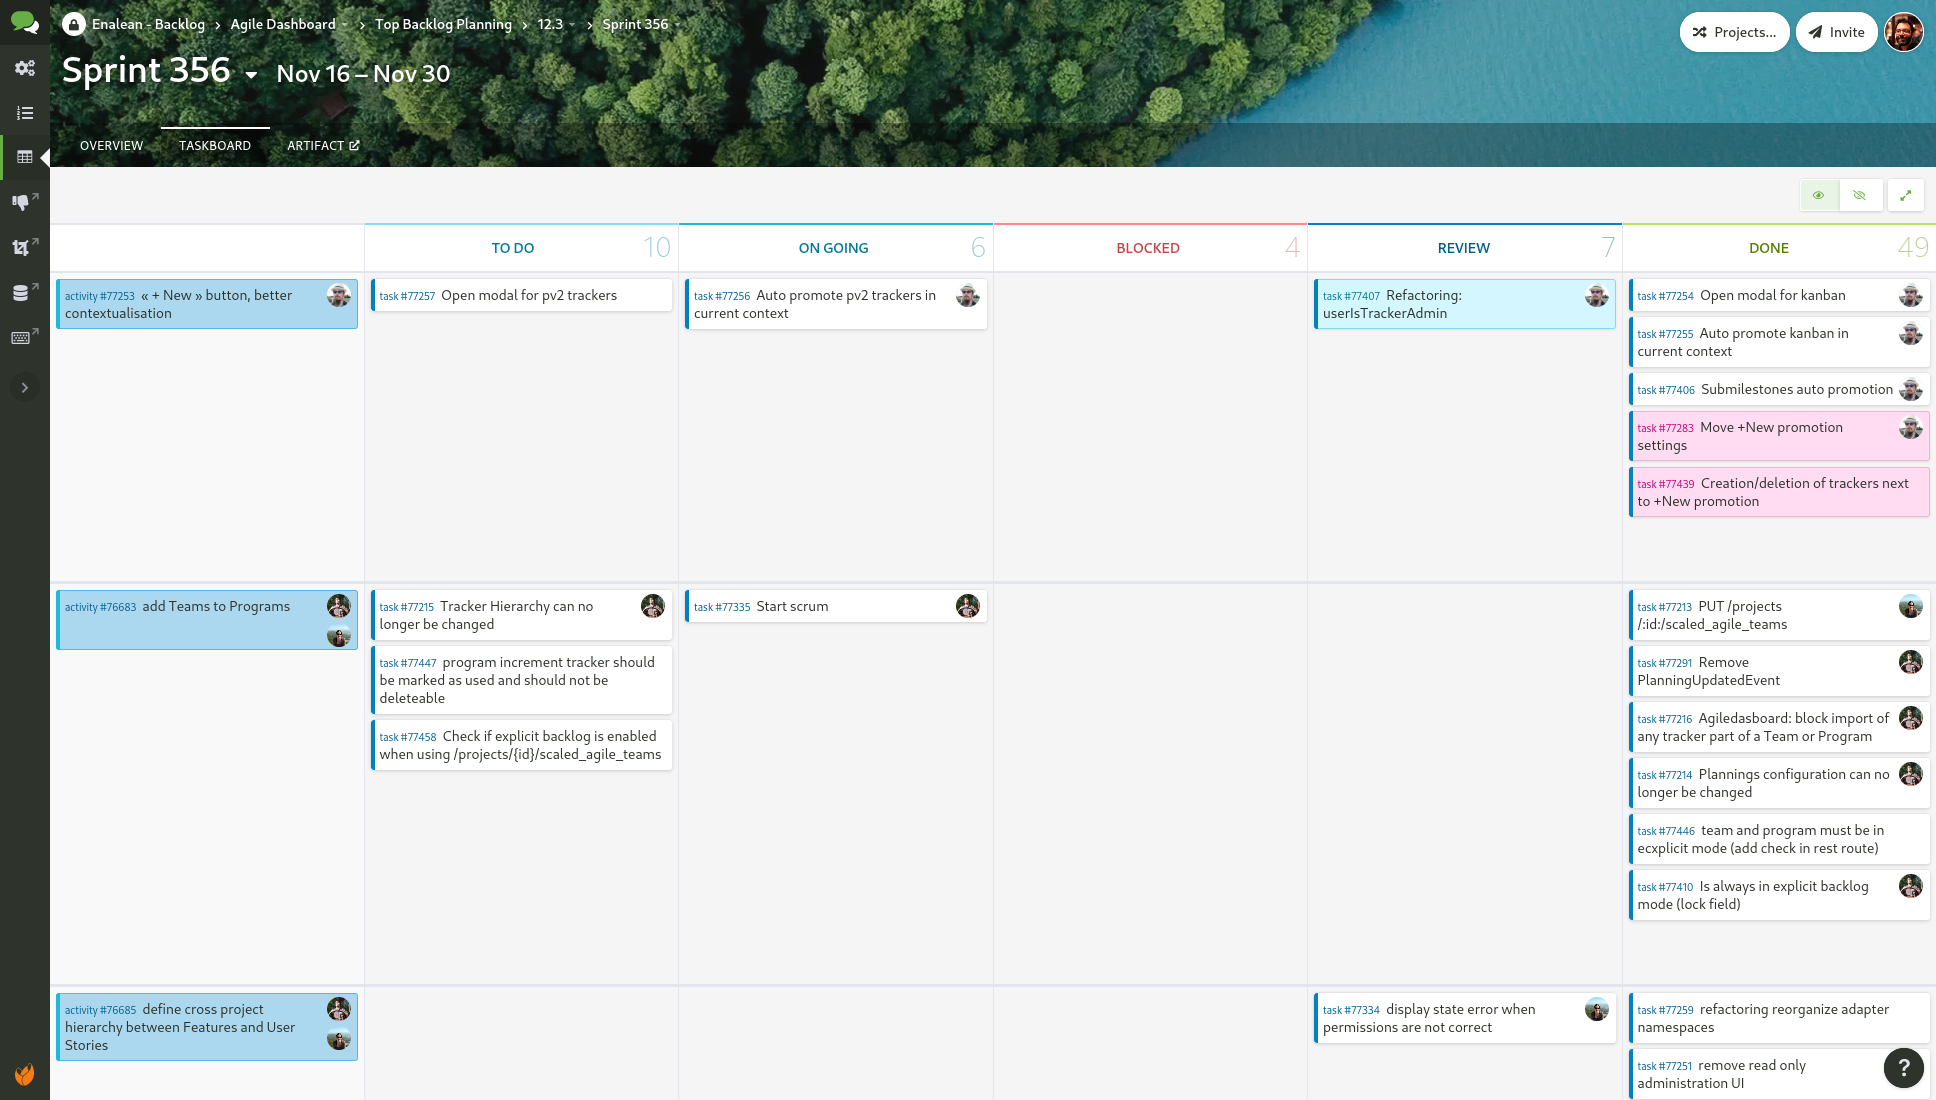 Enalean - Backlog
Agile Dashboard
Top Backlog Planning
12.3
Sprint 356
Projects...
Invite
Sprint 356
Nov 16 – Nov 30
OVERVIEW
TASKBOARD
ARTIFACT
TO DO
10
ON GOING
6
BLOCKED
4
REVIEW
7
DONE
49
activity #77253 « + New » button, better
contextualisation
task #77257 Open modal for pv2 trackers
task #77256 Auto promote pv2 trackers in
current context
task #77407 Refactoring:
userIsTrackerAdmin
task #77254 Open modal for kanban
task #77255 Auto promote kanban in
current context
task #77406 Submilestones auto promotion
task #77283 Move +New promotion
settings
task #77439 Creation/deletion of trackers next
to +New promotion
activity #76683 add Teams to Programs
task #77215 Tracker Hierarchy can no
longer be changed
task #77447 program increment tracker should
be marked as used and should not be
deleteable
task #77458 Check if explicit backlog is enabled
when using /projects/{id}/scaled_agile_teams
task #77335 Start scrum
task #77213 PUT /projects
/:id:/scaled_agile_teams
task #77291 Remove
PlanningUpdatedEvent
task #77216 Agiledasboard: block import of
any tracker part of a Team or Program
task #77214 Plannings configuration can no
longer be changed
task #77446 team and program must be in
ecxplicit mode (add check in rest route)
task #77410 Is always in explicit backlog
mode (lock field)
activity #76685 define cross project
hierarchy between Features and User
Stories
task #77334 display state error when
permissions are not correct
task #77259 refactoring reorganize adapter
namespaces
task #77251 remove read only
administration UI
?